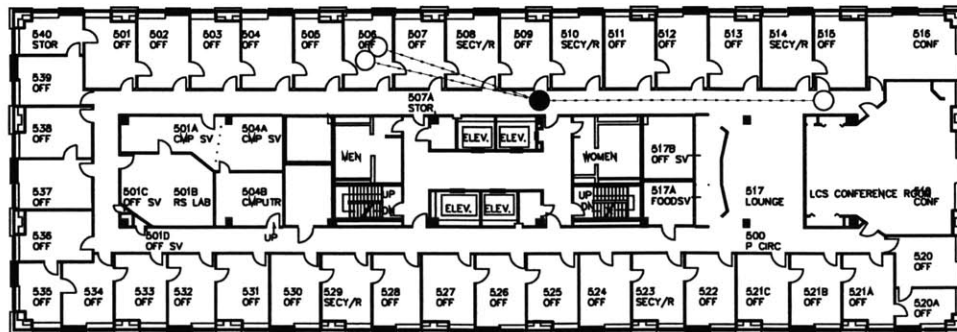 540
STOR
501
OFF
502
OFF
503
OFF
504
OFF
505
OFF
506
OFF
507
OFF
508
SECY/R
509
OFF
510
SECY/R
511
OFF
512
OFF
513
OFF
514
SECY/R
515
OFF
516
CONF
539
OFF
507A
STOR
538
OFF
501A
CMP SV
504A
CMP SV
ELEV.
ELEV.
MEN
WOMEN
517B
OFF SV
537
OFF
501C
OFF SV
501B
RS LAB
504B
CMPUTR
UP
DN
UP
DN
517A
FOODSV
517
LOUNGE
LCS CONFERENCE ROOM
CONF
ELEV.
ELEV.
536
OFF
501D
OFF SV
UP
500
P CIRC
520
OFF
535
OFF
534
OFF
533
OFF
532
OFF
531
OFF
530
OFF
529
SECY/R
528
OFF
527
OFF
526
OFF
525
OFF
524
OFF
523
SECY/R
522
OFF
521C
OFF
521B
OFF
521A
OFF
520A
OFF